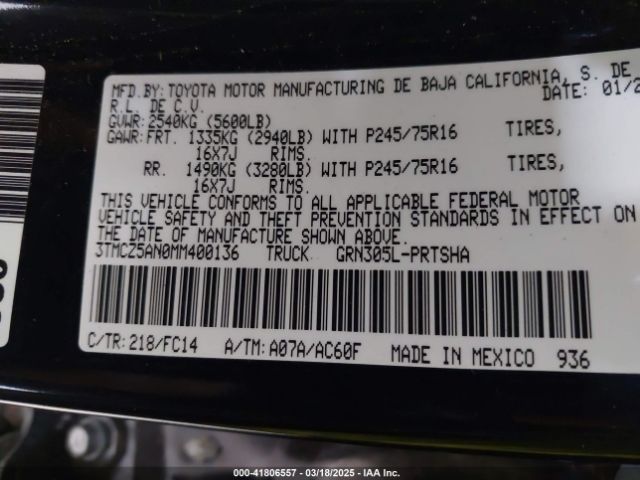 MFD.BY: TOYOTA MOTOR MANUFACTURING DE BAJA CALIFORNIA, S. DE
R.L. DE C.V. DATE: 01/2
GVWR: 2540KG (5600LB)
GAWR: FRT. 1335KG (2940LB) WITH P245/75R16 TIRES,
16X7J RIMS.
RR. 1490KG (3280LB) WITH P245/75R16 TIRES,
16X7J RIMS.
THIS VEHICLE CONFORMS TO ALL APPLICABLE FEDERAL MOTOR
VEHICLE SAFETY AND THEFT PREVENTION STANDARDS IN EFFECT ON
THE DATE OF MANUFACTURE SHOWN ABOVE.
3TMCZ5AN0MM400136 TRUCK GRN305L-PRTSHA
C/TR: 218/FC14 A/TM: A07A/AC60F MADE IN MEXICO 936
000-41806557 | 03/18/2025 | IAA Inc.